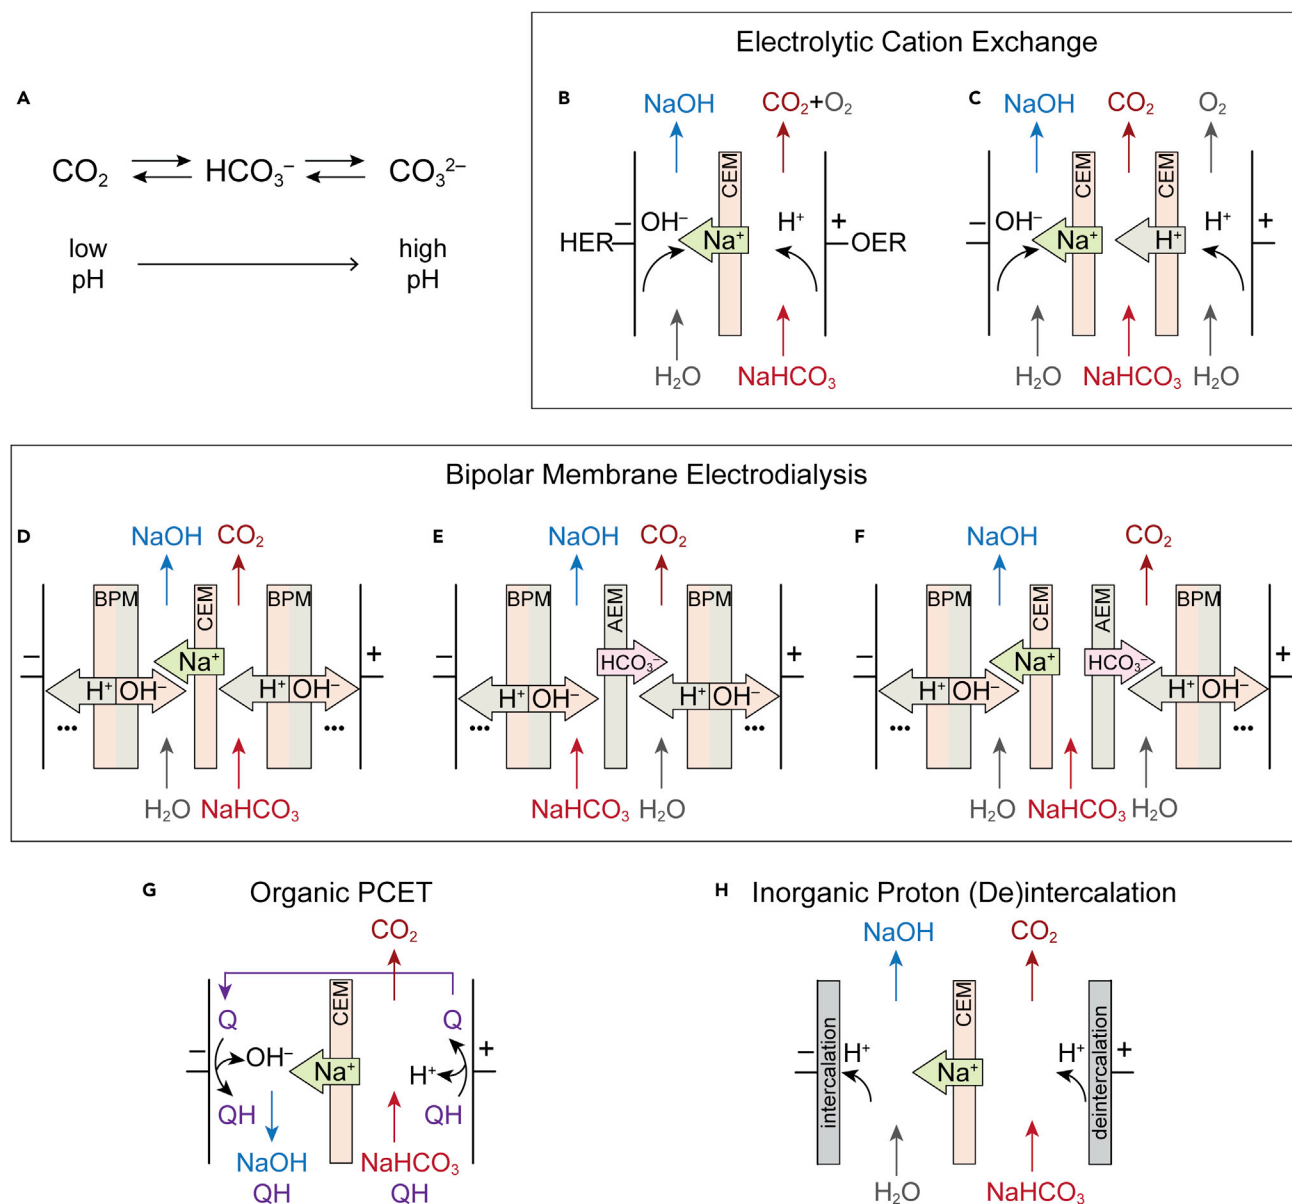 Electrolytic Cation Exchange
A
CO₂ HCO₃⁻ CO₃²⁻
low pH
high pH
B
NaOH CO₂+O₂
CEM
− OH⁻ Na⁺ H⁺ +
HER OER
H₂O NaHCO₃
C
NaOH CO₂ O₂
CEM CEM
− OH⁻ Na⁺ H⁺ H⁺ +
H₂O NaHCO₃ H₂O
Bipolar Membrane Electrodialysis
D
NaOH CO₂
BPM CEM BPM
− Na⁺ +
H⁺ OH⁻ H⁺ OH⁻
... ...
H₂O NaHCO₃
E
NaOH CO₂
BPM AEM BPM
− HCO₃⁻ +
H⁺ OH⁻ H⁺ OH⁻
... ...
NaHCO₃ H₂O
F
NaOH CO₂
BPM CEM AEM BPM
− Na⁺ HCO₃⁻ +
H⁺ OH⁻ H⁺ OH⁻
... ...
H₂O NaHCO₃ H₂O
G Organic PCET
CO₂
CEM
Q Q
− OH⁻ Na⁺ H⁺ +
QH QH
NaOH NaHCO₃
QH QH
H Inorganic Proton (De)intercalation
NaOH CO₂
CEM
− H⁺ Na⁺ H⁺ +
intercalation deintercalation
H₂O NaHCO₃